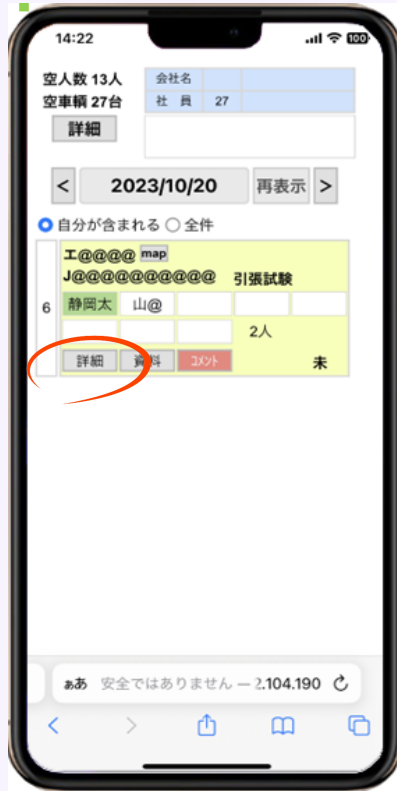 14:22 100
空人数 13人 会社名
空車輌 27台 社 員 27
詳細
< 2023/10/20 再表示 >
自分が含まれる 全件
エ@@@@ map
J@@@@@@@@@@ 引張試験
6 静岡太 山@
2人
詳細 資料 コメント 未
ぁあ 安全ではありません — 2.104.190